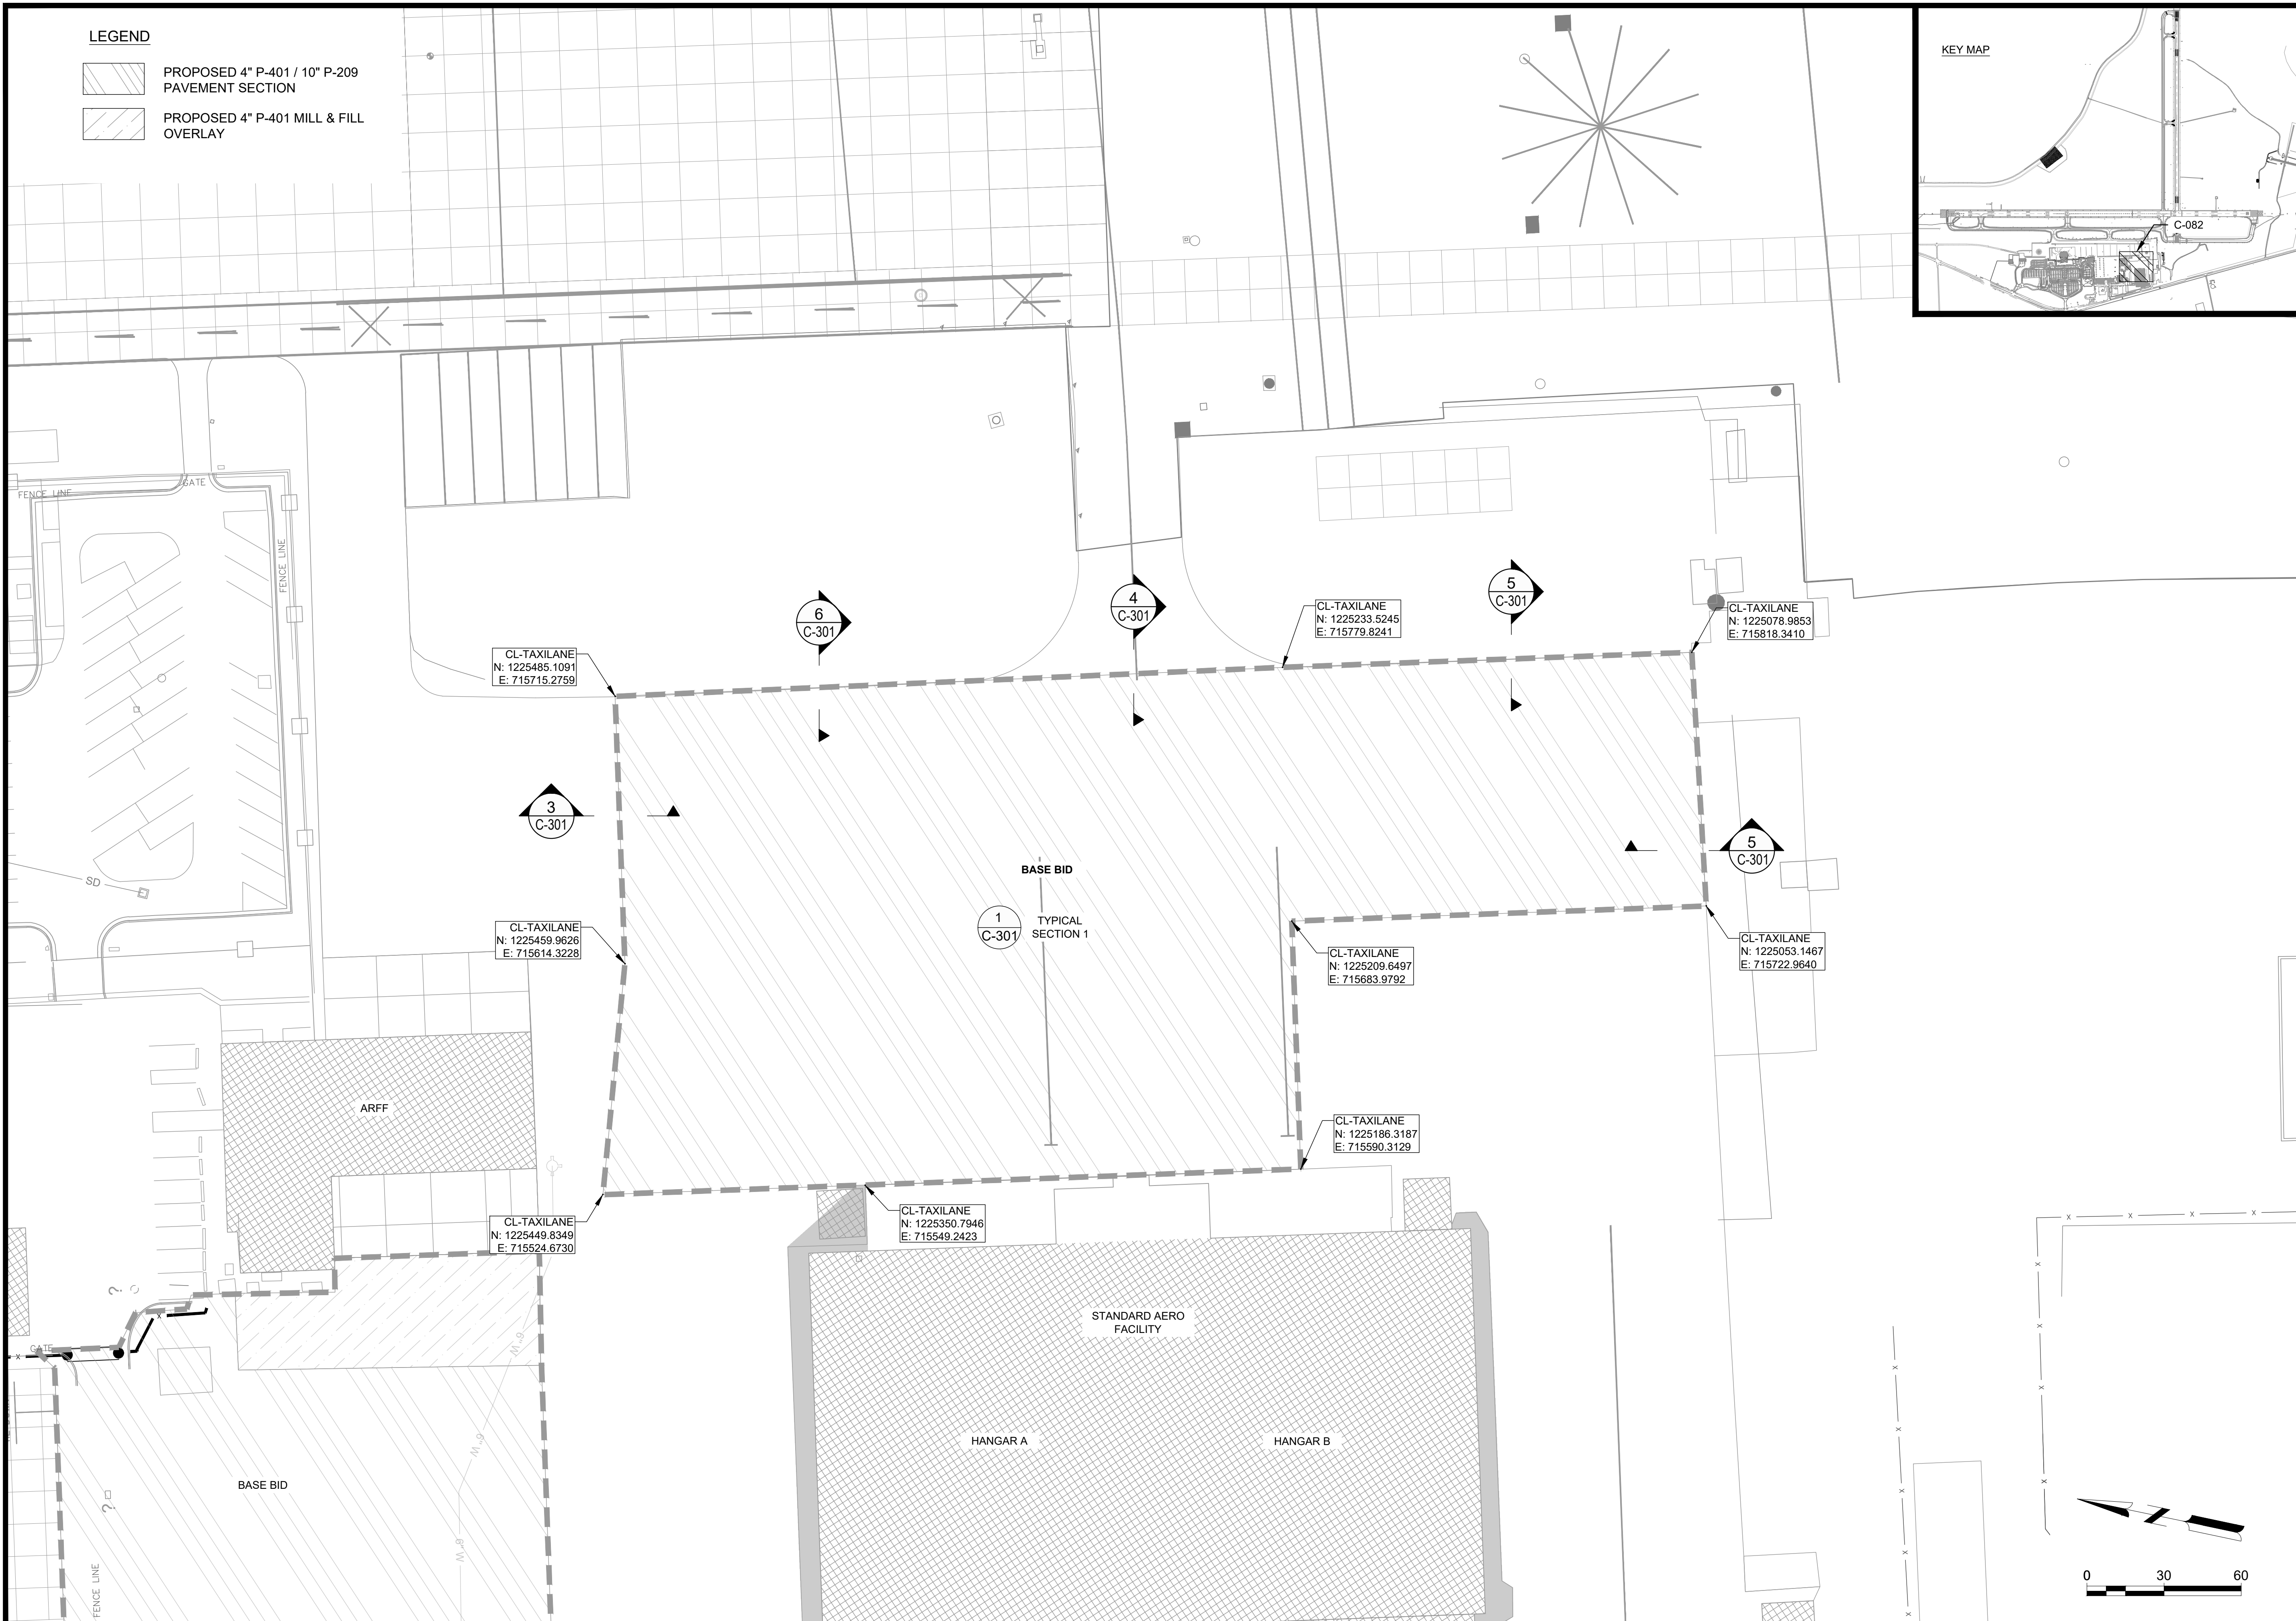 LEGEND
PROPOSED 4" P-401 / 10" P-209
PAVEMENT SECTION
PROPOSED 4" P-401 MILL & FILL
OVERLAY
KEY MAP
C-082
GATE
FENCE LINE
FENCE LINE
6
C-301
4
C-301
5
C-301
CL-TAXILANE
N: 1225233.5245
E: 715779.8241
CL-TAXILANE
N: 1225078.9853
E: 715818.3410
CL-TAXILANE
N: 1225485.1091
E: 715715.2759
3
C-301
5
C-301
BASE BID
1
C-301
TYPICAL
SECTION 1
SD
CL-TAXILANE
N: 1225459.9626
E: 715614.3228
CL-TAXILANE
N: 1225209.6497
E: 715683.9792
CL-TAXILANE
N: 1225053.1467
E: 715722.9640
ARFF
CL-TAXILANE
N: 1225186.3187
E: 715590.3129
CL-TAXILANE
N: 1225449.8349
E: 715524.6730
CL-TAXILANE
N: 1225350.7946
E: 715549.2423
?
STANDARD AERO
FACILITY
GATE
6" W
6" W
HANGAR A
HANGAR B
BASE BID
?
6" W
FENCE LINE
0 30 60